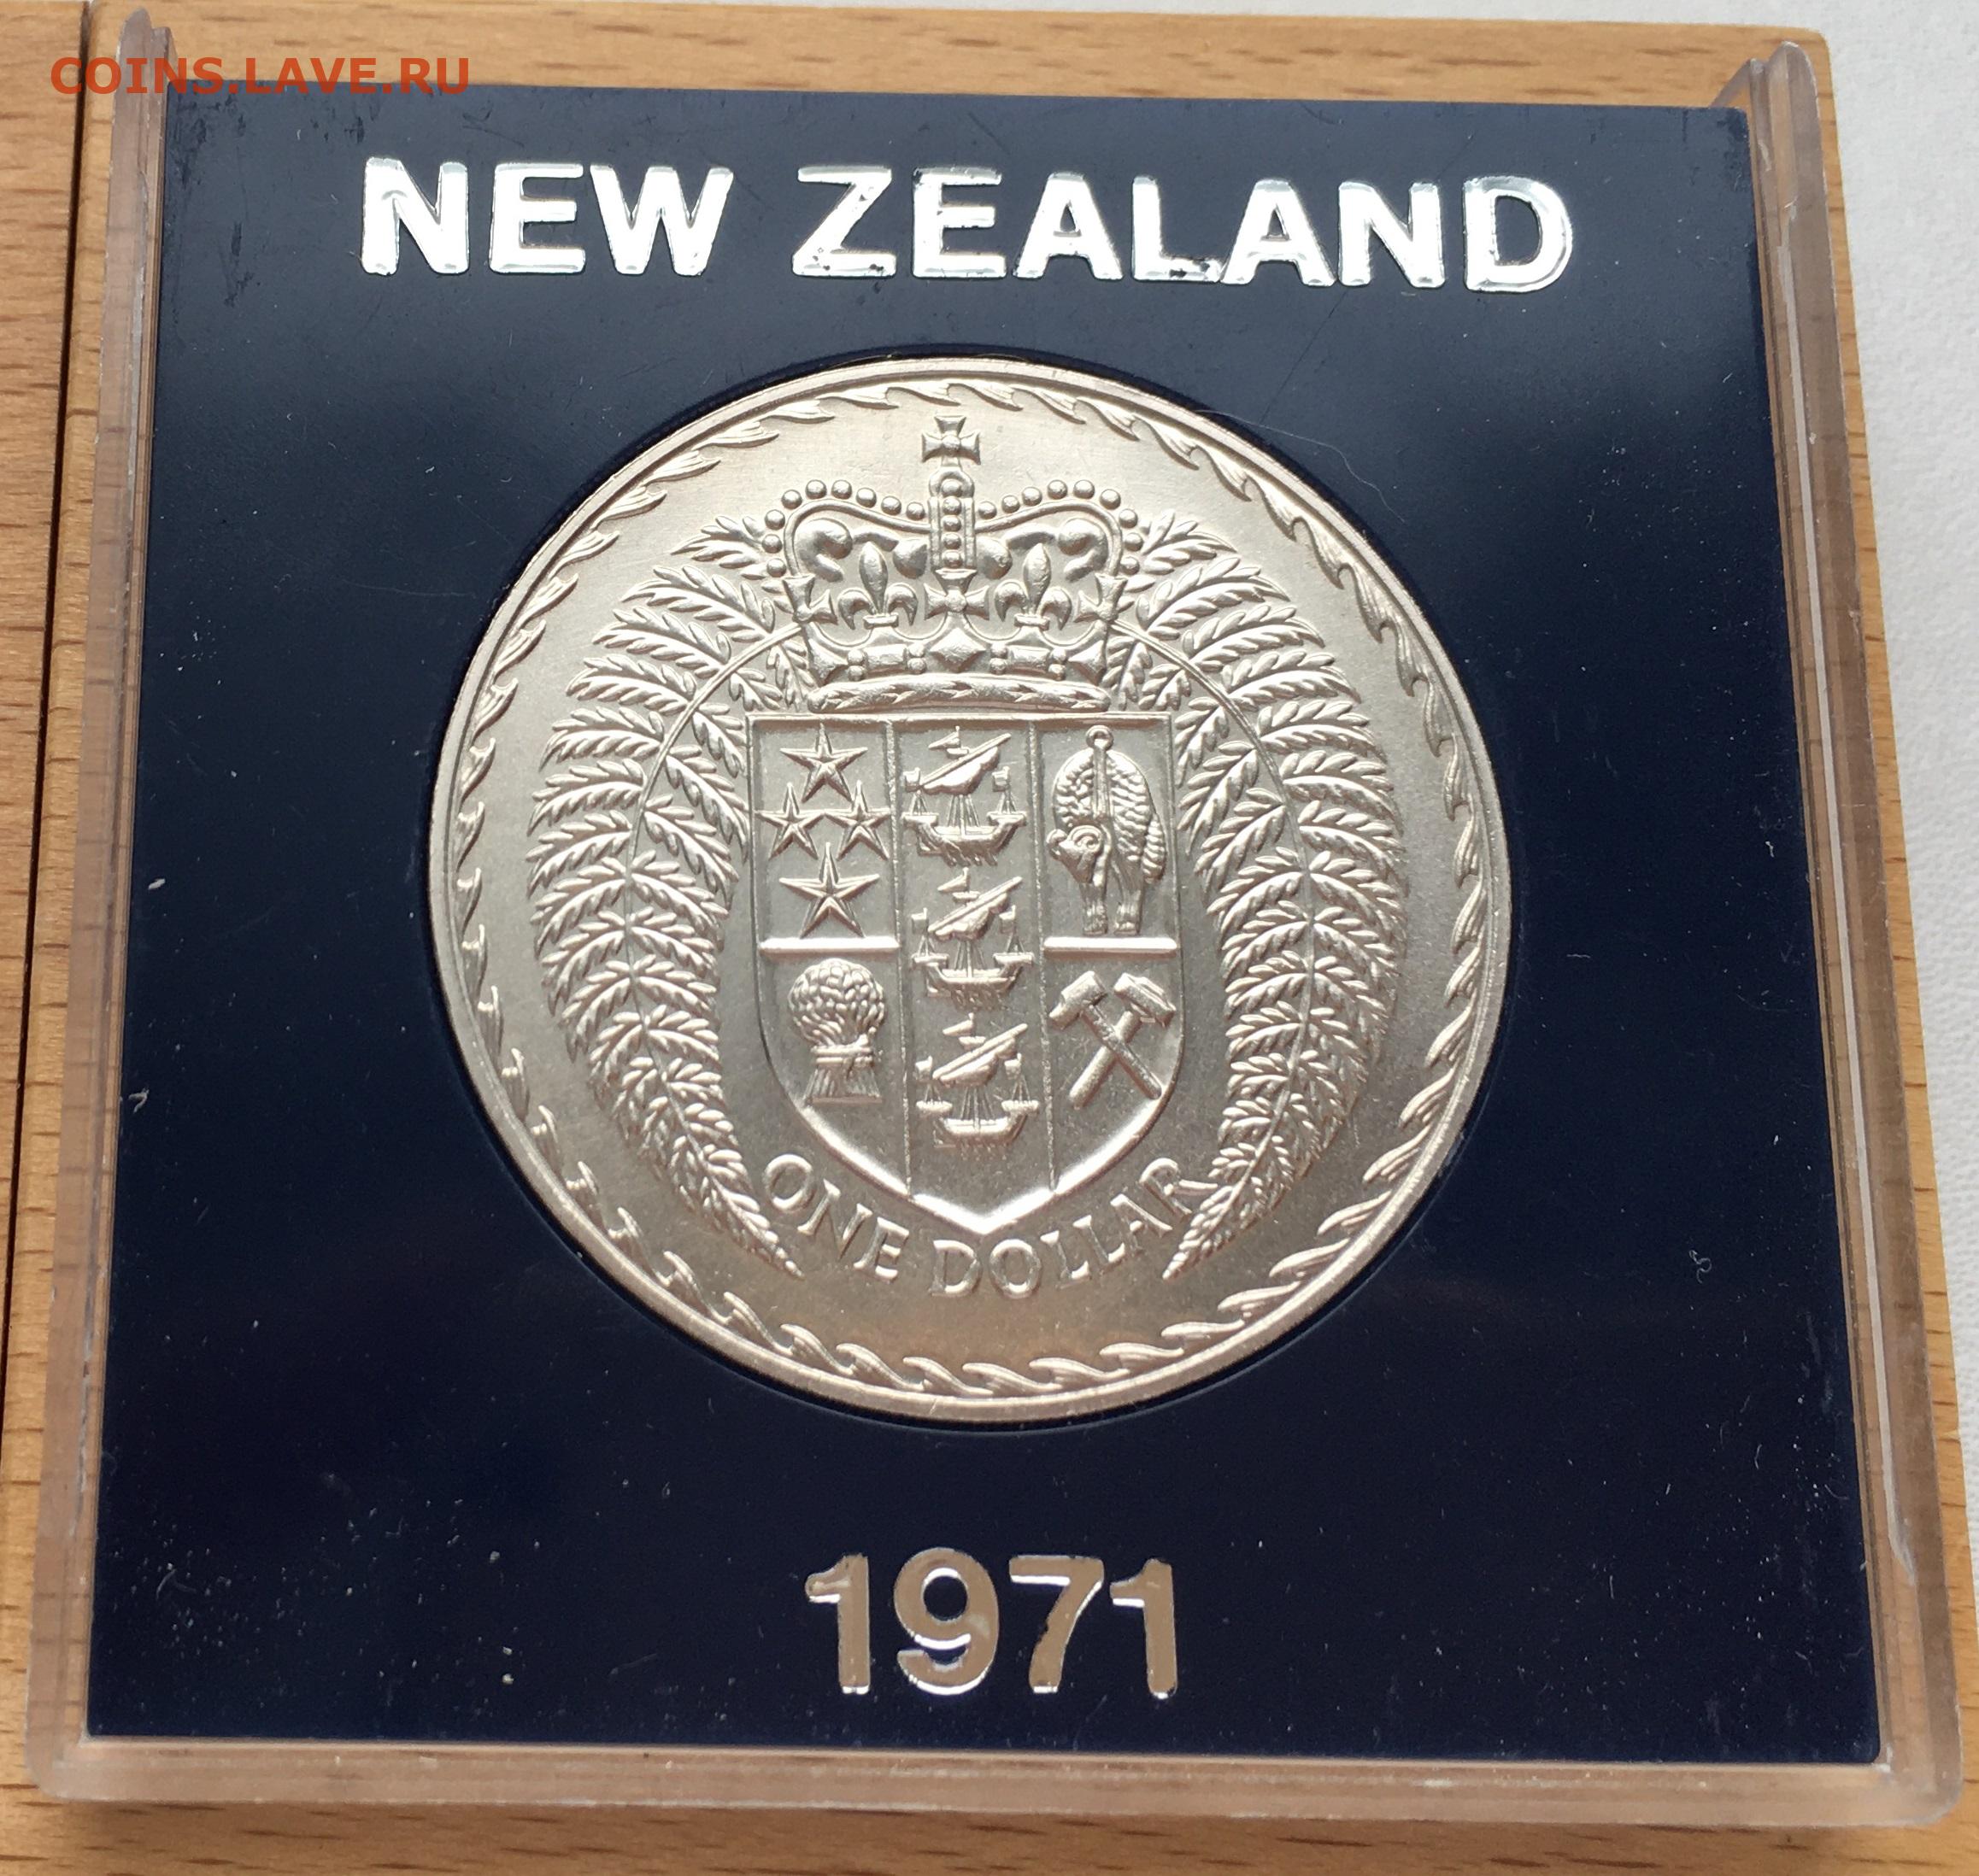 COINS.LAVE.RU
NEW ZEALAND
ONE DOLLAR
1971